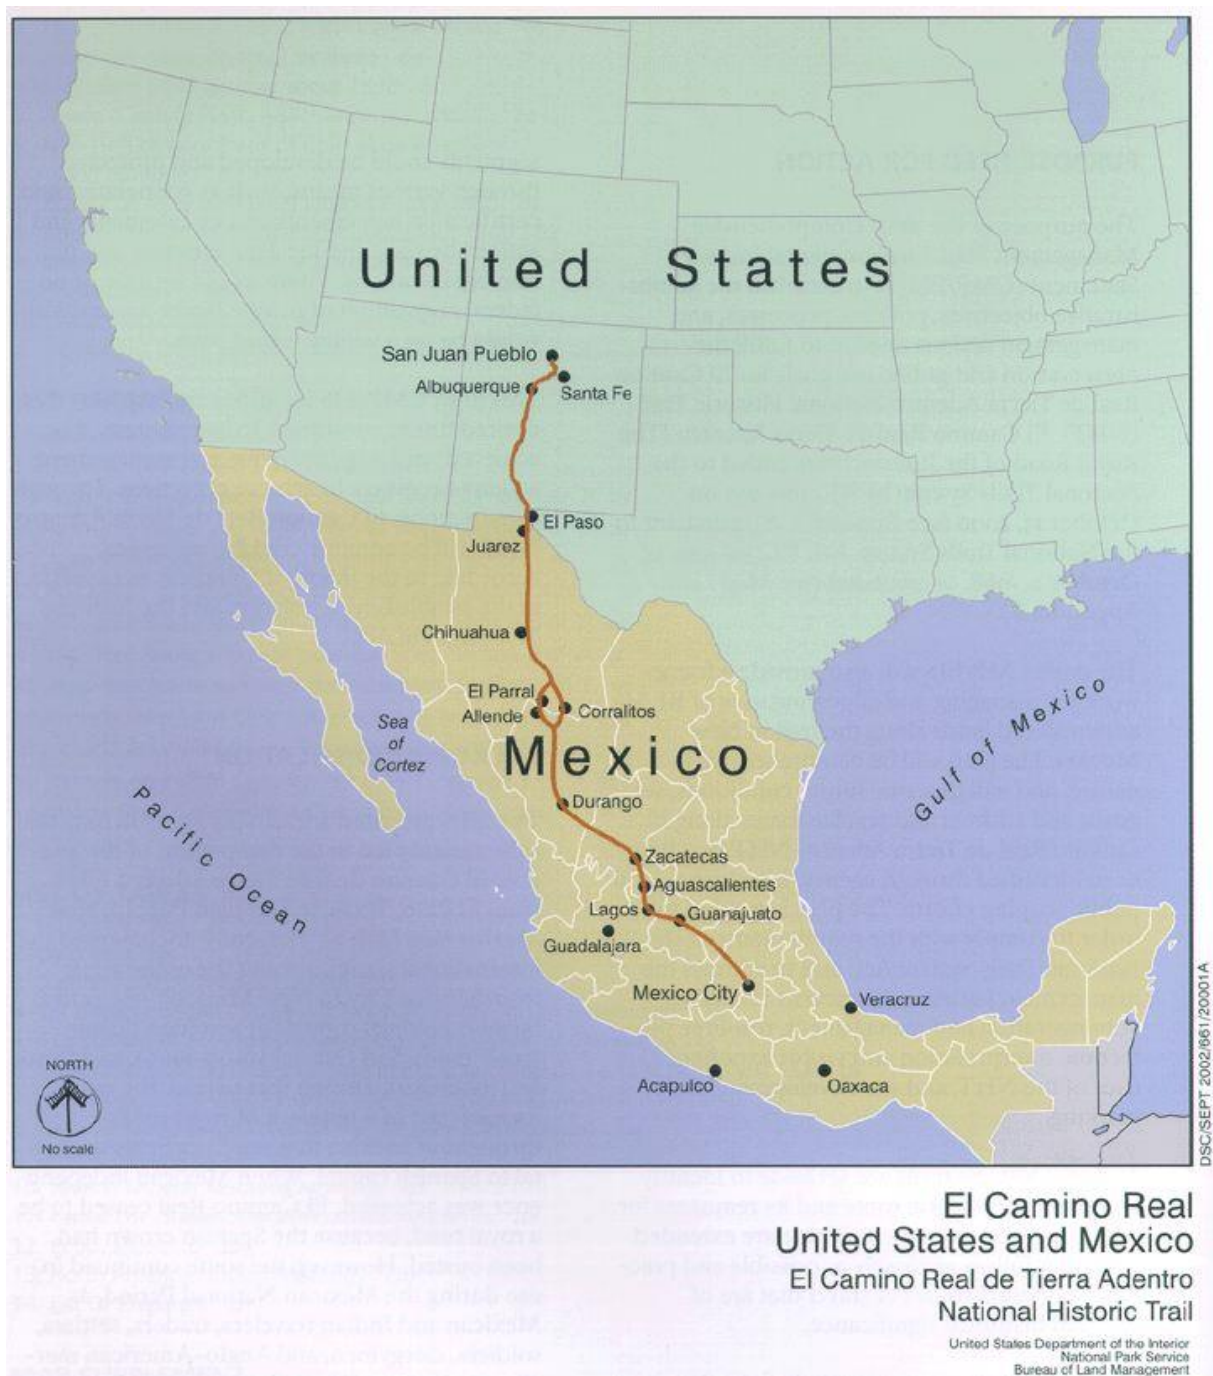 United States
San Juan Pueblo
Albuquerque
Santa Fe
El Paso
Juarez
Chihuahua
El Parral
Allende
Corralitos
Sea
of
Cortez
Mexico
Gulf of Mexico
Pacific Ocean
Durango
Zacatecas
Aguascalientes
Lagos
Guanajuato
Guadalajara
Mexico City
Veracruz
Acapulco
Oaxaca
NORTH
No scale
DSC/SEPT 2002/661/20001A
El Camino Real
United States and Mexico
El Camino Real de Tierra Adentro
National Historic Trail
United States Department of the Interior
National Park Service
Bureau of Land Management